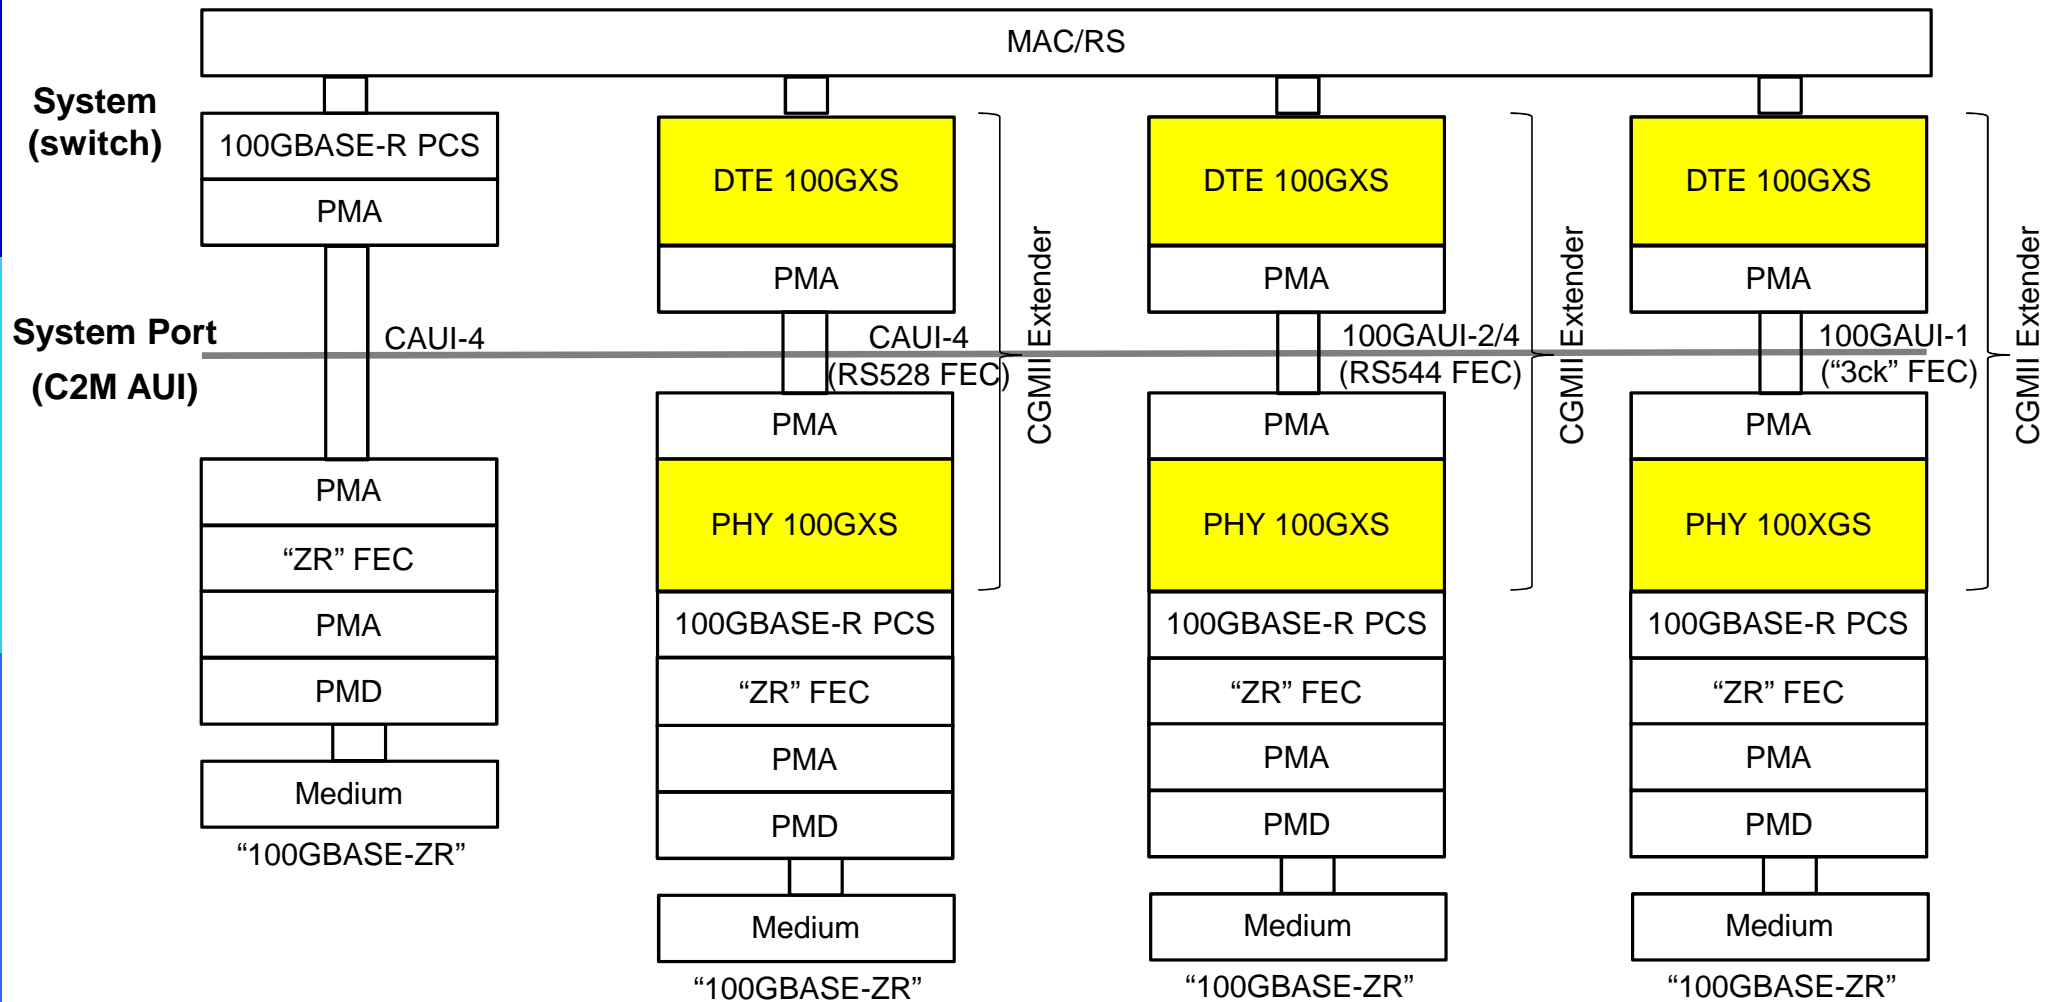 MAC/RS
System
(switch)
System Port
(C2M AUI)
100GBASE-R PCS
PMA
CAUI-4
PMA
“ZR” FEC
PMA
PMD
Medium
“100GBASE-ZR”
DTE 100GXS
PMA
CAUI-4
(RS528 FEC)
CGMII Extender
PMA
PHY 100GXS
100GBASE-R PCS
“ZR” FEC
PMA
PMD
Medium
“100GBASE-ZR”
DTE 100GXS
PMA
100GAUI-2/4
(RS544 FEC)
CGMII Extender
PMA
PHY 100GXS
100GBASE-R PCS
“ZR” FEC
PMA
PMD
Medium
“100GBASE-ZR”
DTE 100GXS
PMA
100GAUI-1
(“3ck” FEC)
CGMII Extender
PMA
PHY 100XGS
100GBASE-R PCS
“ZR” FEC
PMA
PMD
Medium
“100GBASE-ZR”